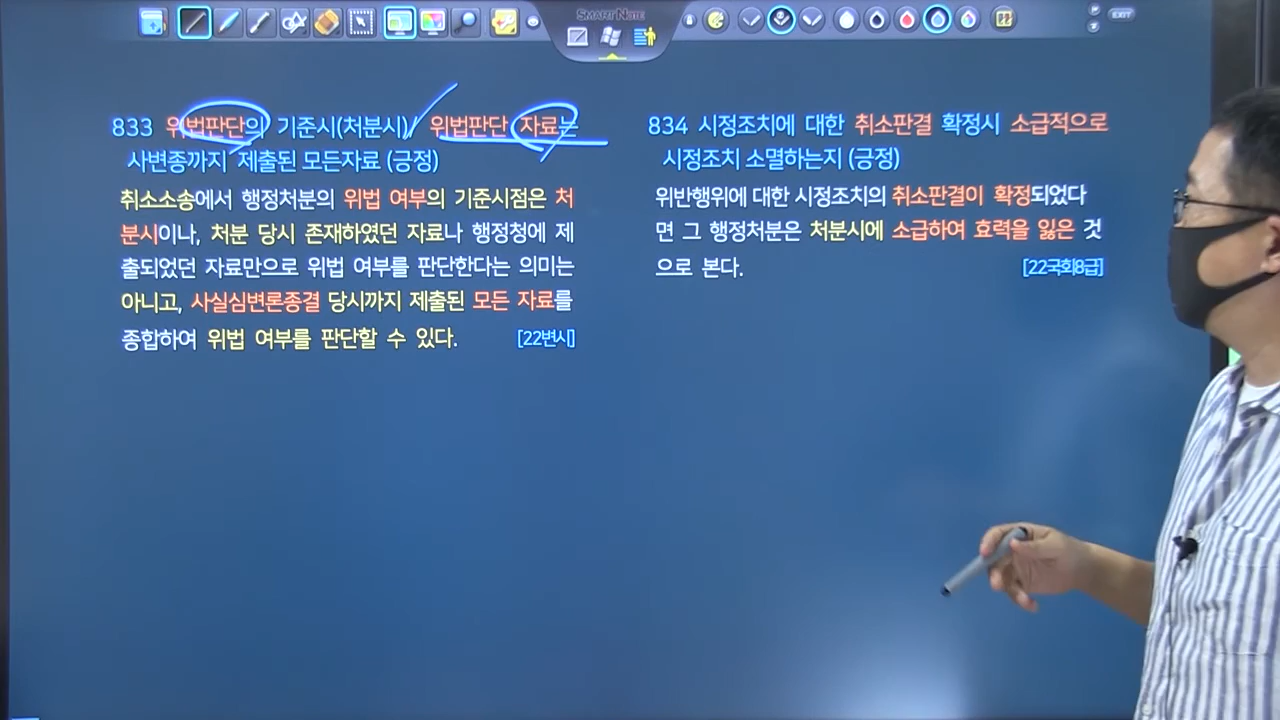 SMART NOTE
EXIT
833 위법판단의 기준시(처분시)/ 위법판단 자료는
사변종까지 제출된 모든자료 (긍정)
취소소송에서 행정처분의 위법 여부의 기준시점은 처
분시이나, 처분 당시 존재하였던 자료나 행정청에 제
출되었던 자료만으로 위법 여부를 판단한다는 의미는
아니고, 사실심변론종결 당시까지 제출된 모든 자료를
종합하여 위법 여부를 판단할 수 있다. [22변시]
834 시정조치에 대한 취소판결 확정시 소급적으로
시정조치 소멸하는지 (긍정)
위반행위에 대한 시정조치의 취소판결이 확정되었다
면 그 행정처분은 처분시에 소급하여 효력을 잃은 것
으로 본다. [22국회8급]